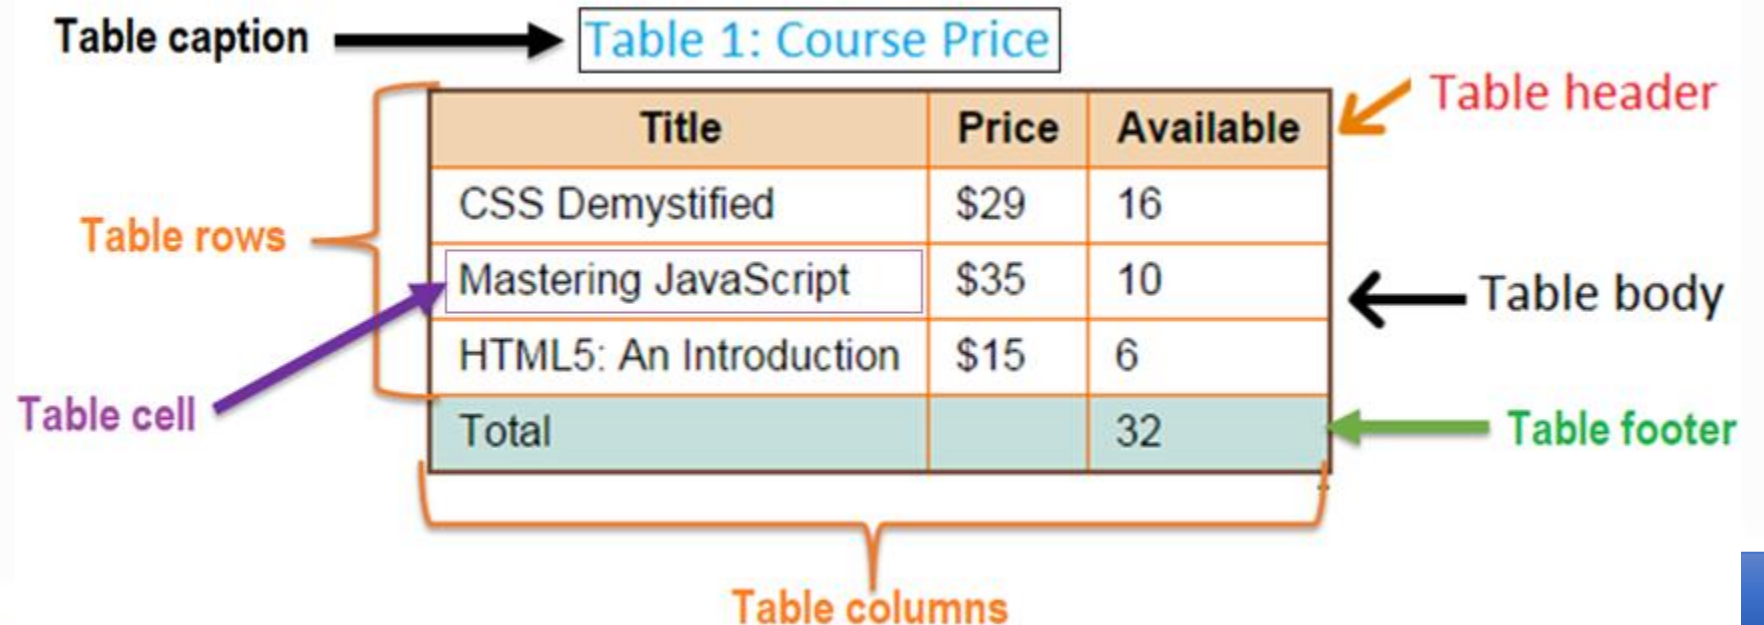 Table caption
Table 1: Course Price
Table header
Title Price Available
CSS Demystified $29 16
Table rows
Mastering JavaScript $35 10
Table body
HTML5: An Introduction $15 6
Table cell
Total 32
Table footer
Table columns